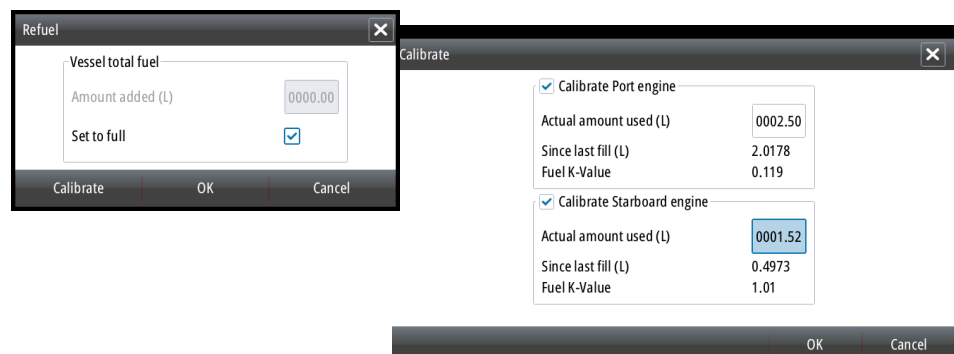 Refuel
Vessel total fuel
Amount added (L) 0000.00
Set to full
Calibrate OK Cancel
Calibrate
Calibrate Port engine
Actual amount used (L) 0002.50
Since last fill (L) 2.0178
Fuel K-Value 0.119
Calibrate Starboard engine
Actual amount used (L) 0001.52
Since last fill (L) 0.4973
Fuel K-Value 1.01
OK Cancel